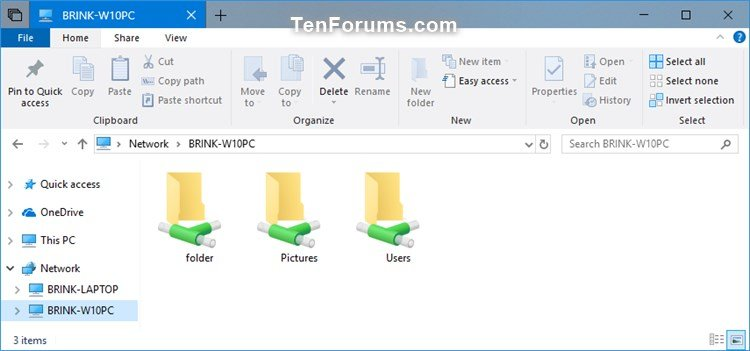 BRINK-W10PC
TenForums.com
File Home Share View
Pin to Quick access
Copy
Paste
Cut
Copy path
Paste shortcut
Clipboard
Move to
Copy to
Delete
Rename
Organize
New folder
New item
Easy access
New
Properties
Open
Edit
History
Open
Select all
Select none
Invert selection
Select
Network > BRINK-W10PC
Search BRINK-W10PC
Quick access
OneDrive
This PC
Network
BRINK-LAPTOP
BRINK-W10PC
folder
Pictures
Users
3 items